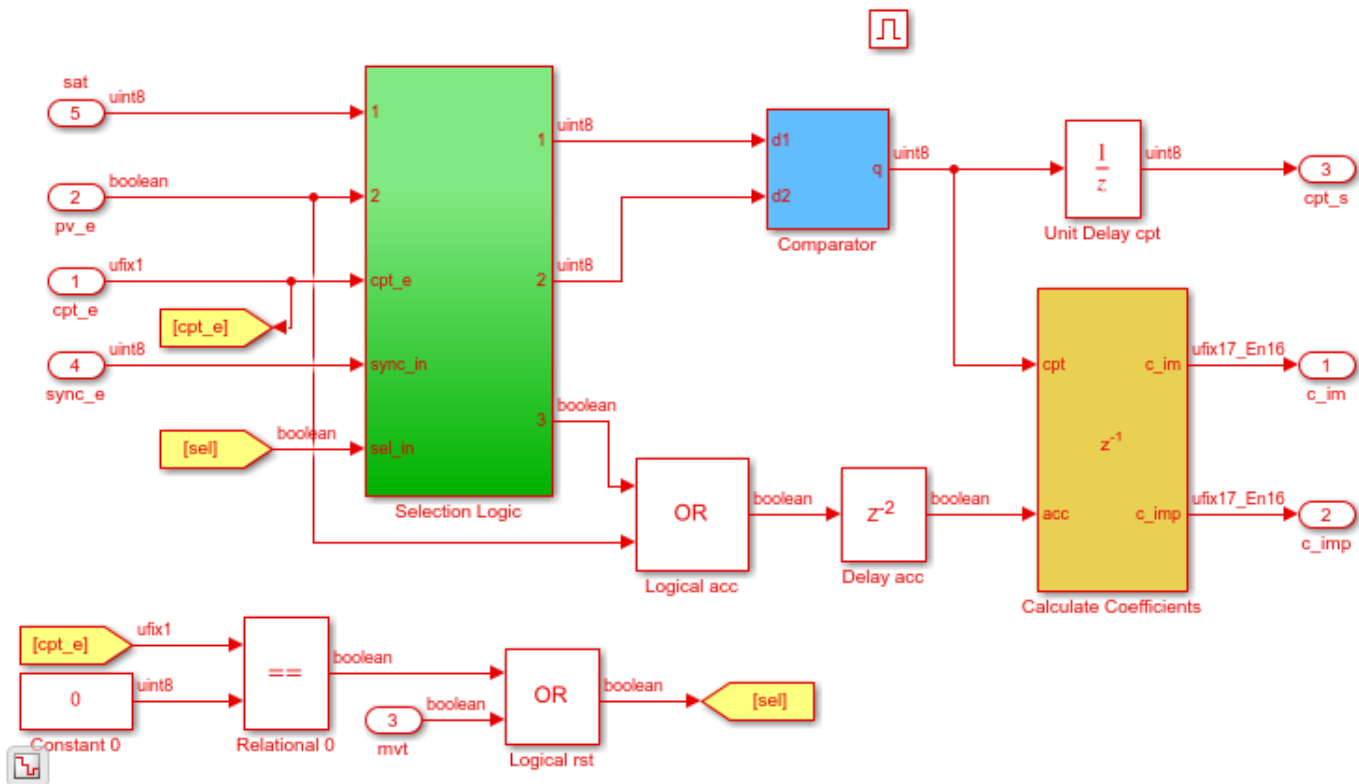 sat
5
uint8
1
1
uint8
d1
q
uint8
1
z
uint8
3
cpt_s
2
pv_e
boolean
2
d2
Comparator
Unit Delay cpt
1
cpt_e
ufix1
cpt_e
2
uint8
[cpt_e]
4
sync_e
uint8
sync_in
cpt
c_im
ufix17_En16
1
c_im
[sel]
boolean
sel_in
3
boolean
Selection Logic
z-1
OR
boolean
Logical acc
z-2
boolean
Delay acc
acc
c_imp
ufix17_En16
2
c_imp
Calculate Coefficients
[cpt_e]
ufix1
0
uint8
Constant 0
==
boolean
Relational 0
3
mvt
boolean
OR
boolean
Logical rst
[sel]